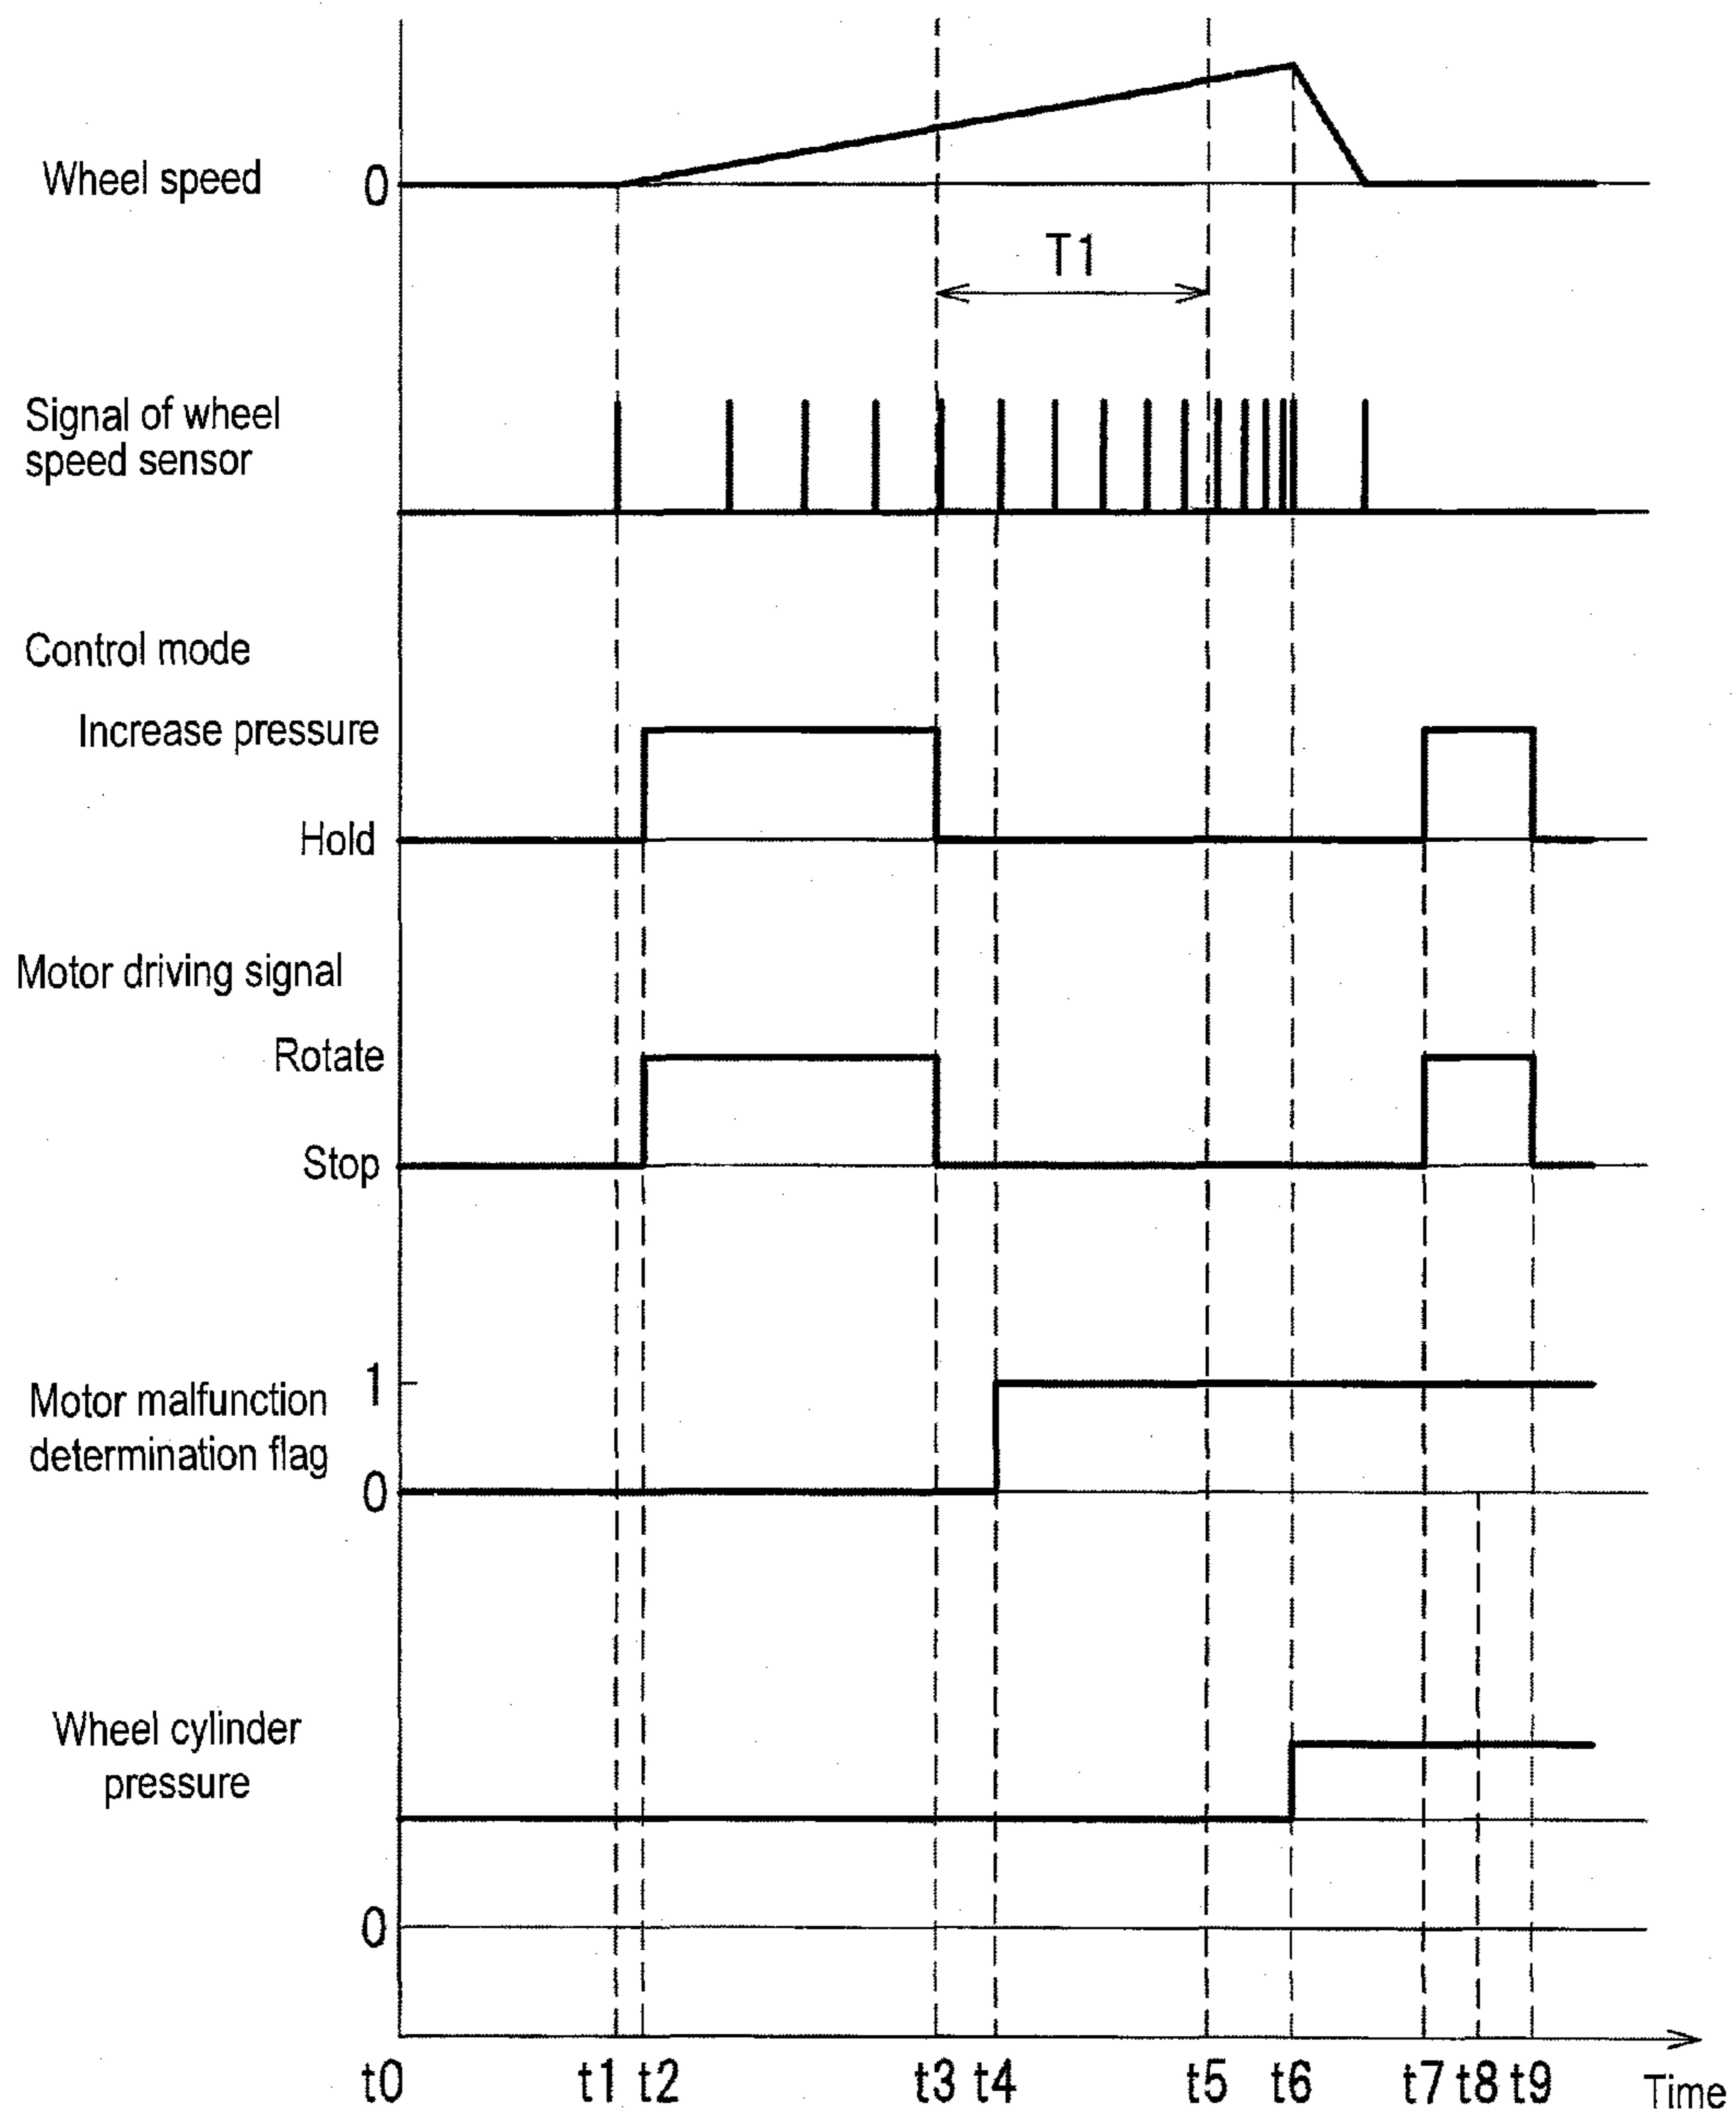 Wheel speed
0
T1
Signal of wheel
speed sensor
Control mode
Increase pressure
Hold
Motor driving signal
Rotate
Stop
1
Motor malfunction
determination flag
0
Wheel cylinder
pressure
0
t0 t1 t2 t3 t4 t5 t6 t7 t8 t9 Time